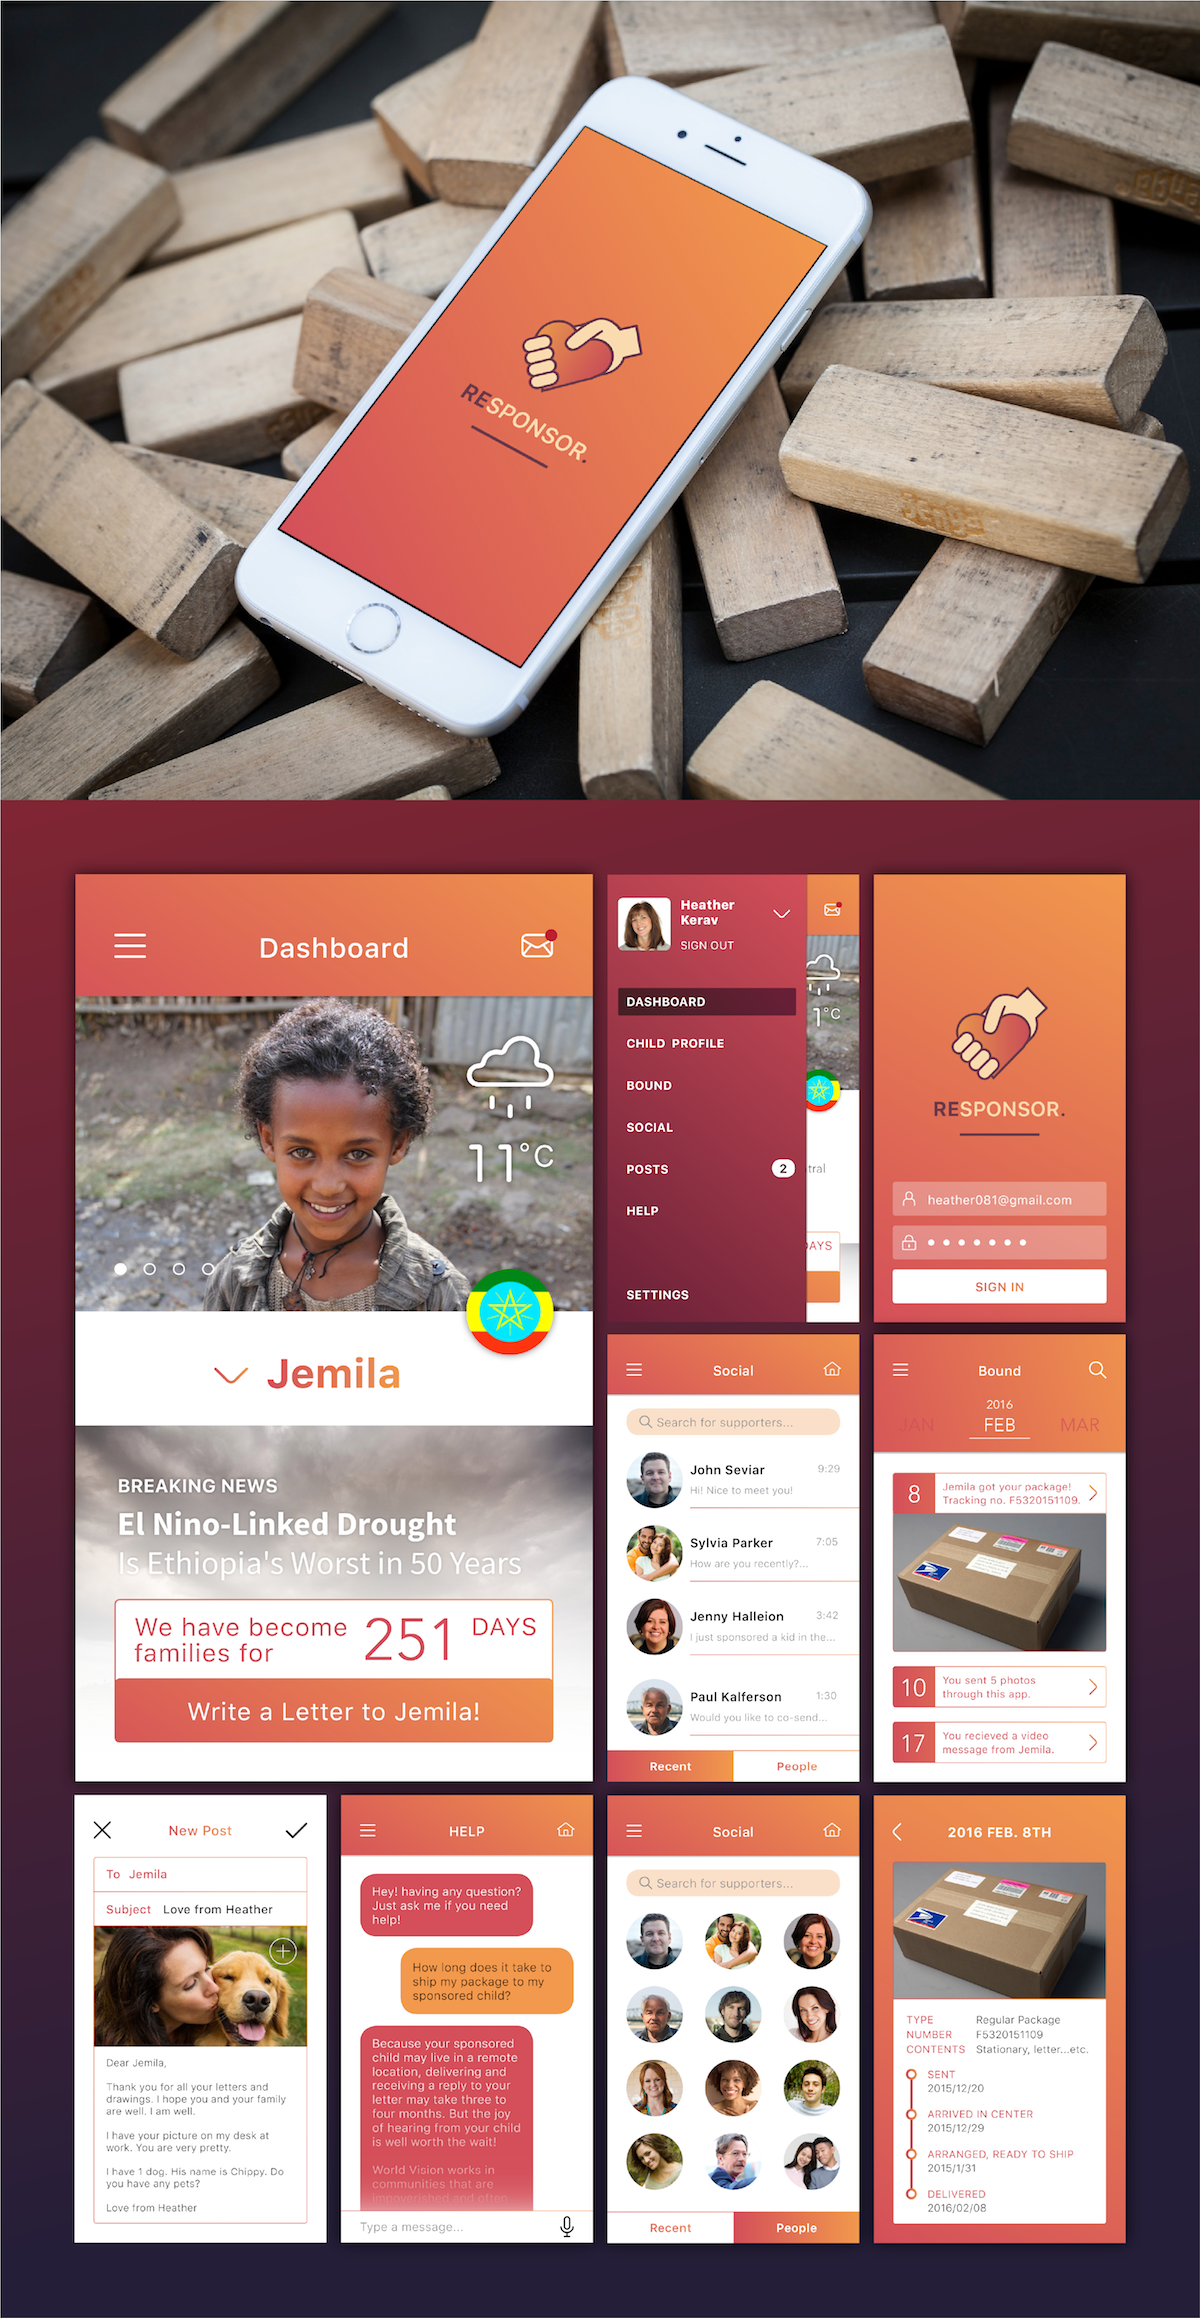 RESPONSOR.
Jenga
Dashboard
11°C
Jemila
BREAKING NEWS
El Nino-Linked Drought
Is Ethiopia's Worst in 50 Years
We have become
families for
251 DAYS
Write a Letter to Jemila!
Heather
Kerav
SIGN OUT
DASHBOARD
CHILD PROFILE
BOUND
SOCIAL
POSTS 2
HELP
SETTINGS
1°C
tral
DAYS
RESPONSOR.
heather081@gmail.com
SIGN IN
Social
Search for supporters...
John Seviar 9:29
Hi! Nice to meet you!
Sylvia Parker 7:05
How are you recently?...
Jenny Halleion 3:42
I just sponsored a kid in the...
Paul Kalferson 1:30
Would you like to co-send...
Recent People
Bound
2016
JAN FEB MAR
8 Jemila got your package!
Tracking no. F5320151109.
10 You sent 5 photos
through this app.
17 You recieved a video
message from Jemila.
New Post
To Jemila
Subject Love from Heather
Dear Jemila,
Thank you for all your letters and
drawings. I hope you and your family
are well. I am well.
I have your picture on my desk at
work. You are very pretty.
I have 1 dog. His name is Chippy. Do
you have any pets?
Love from Heather
HELP
Hey! having any question?
Just ask me if you need
help!
How long does it take to
ship my package to my
sponsored child?
Because your sponsored
child may live in a remote
location, delivering and
receiving a reply to your
letter may take three to
four months. But the joy
of hearing from your child
is well worth the wait!
World Vision works in
communities that are
impoverished and often
Type a message...
Social
Search for supporters...
Recent People
2016 FEB. 8TH
TYPE Regular Package
NUMBER F5320151109
CONTENTS Stationary, letter...etc.
SENT
2015/12/20
ARRIVED IN CENTER
2015/12/29
ARRANGED, READY TO SHIP
2015/1/31
DELIVERED
2016/02/08